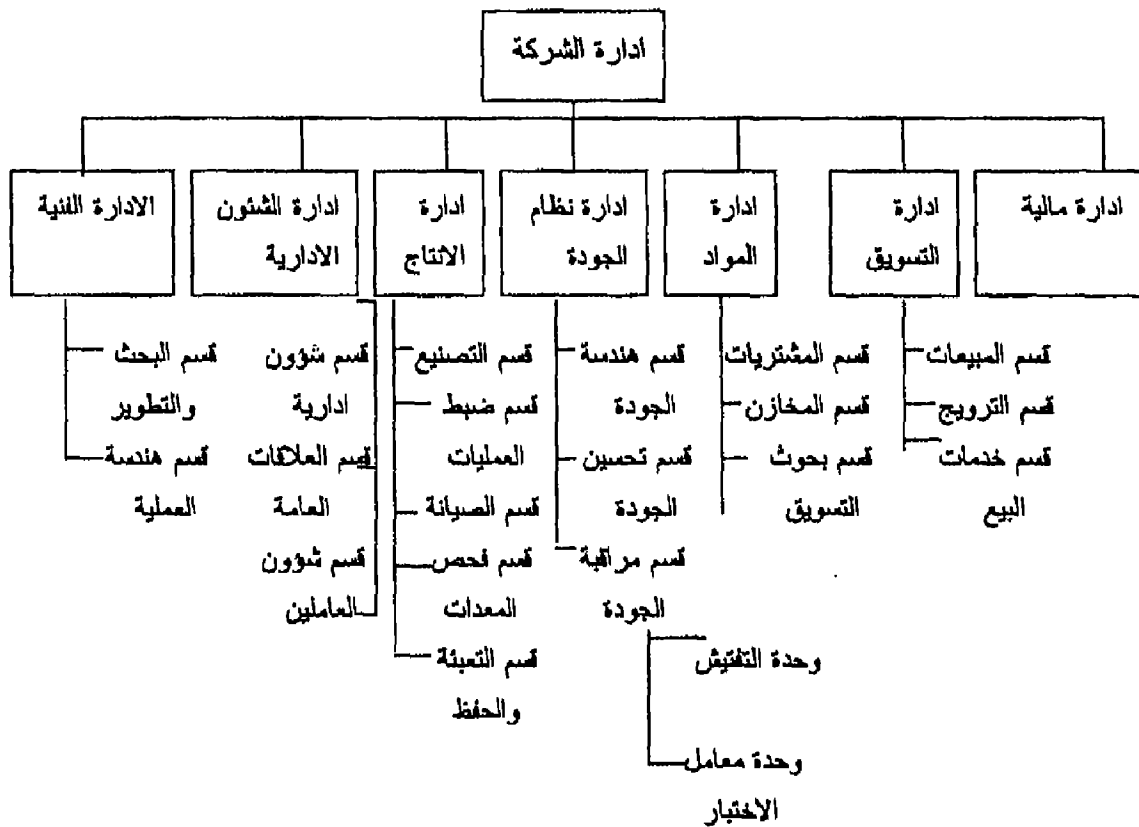 ادارة الشركة
ادارة مالية
ادارة
التسويق
ادارة
المواد
ادارة نظام
الجودة
ادارة
الانتاج
ادارة الشئون
الادارية
الادارة الفنية
قسم المبيعات
قسم الترويج
قسم خدمات
البيع
قسم المشتريات
قسم المخازن
قسم بحوث
التسويق
قسم هندسة
الجودة
قسم تحسين
الجودة
قسم مراقبة
الجودة
وحدة التفتيش
وحدة معامل
الاختبار
قسم التصنيع
قسم ضبط
العمليات
قسم الصيانة
قسم فحص
المعدات
قسم التعبئة
والحفظ
قسم شؤون
ادارية
قسم العلاقات
العامة
قسم شؤون
العاملين
قسم البحث
والتطوير
قسم هندسة
العملية